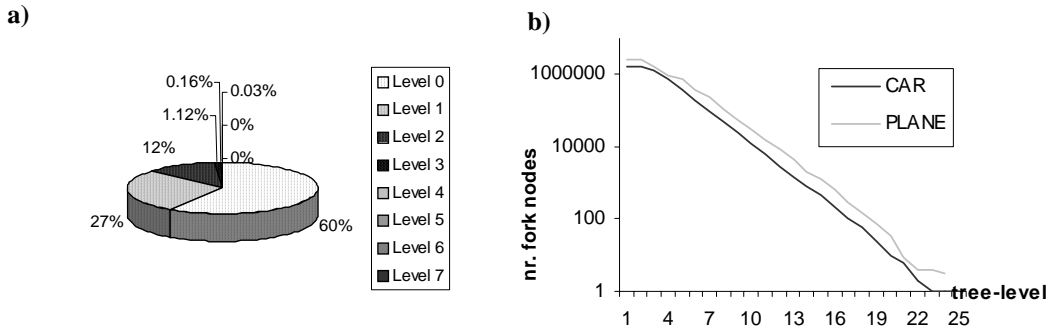 a)
0.16%
0.03%
1.12%
0%
12%
0%
27%
60%
Level 0
Level 1
Level 2
Level 3
Level 4
Level 5
Level 6
Level 7
b)
nr. fork nodes
1000000
10000
100
1
CAR
PLANE
tree-level
1 4 7 10 13 16 19 22 25